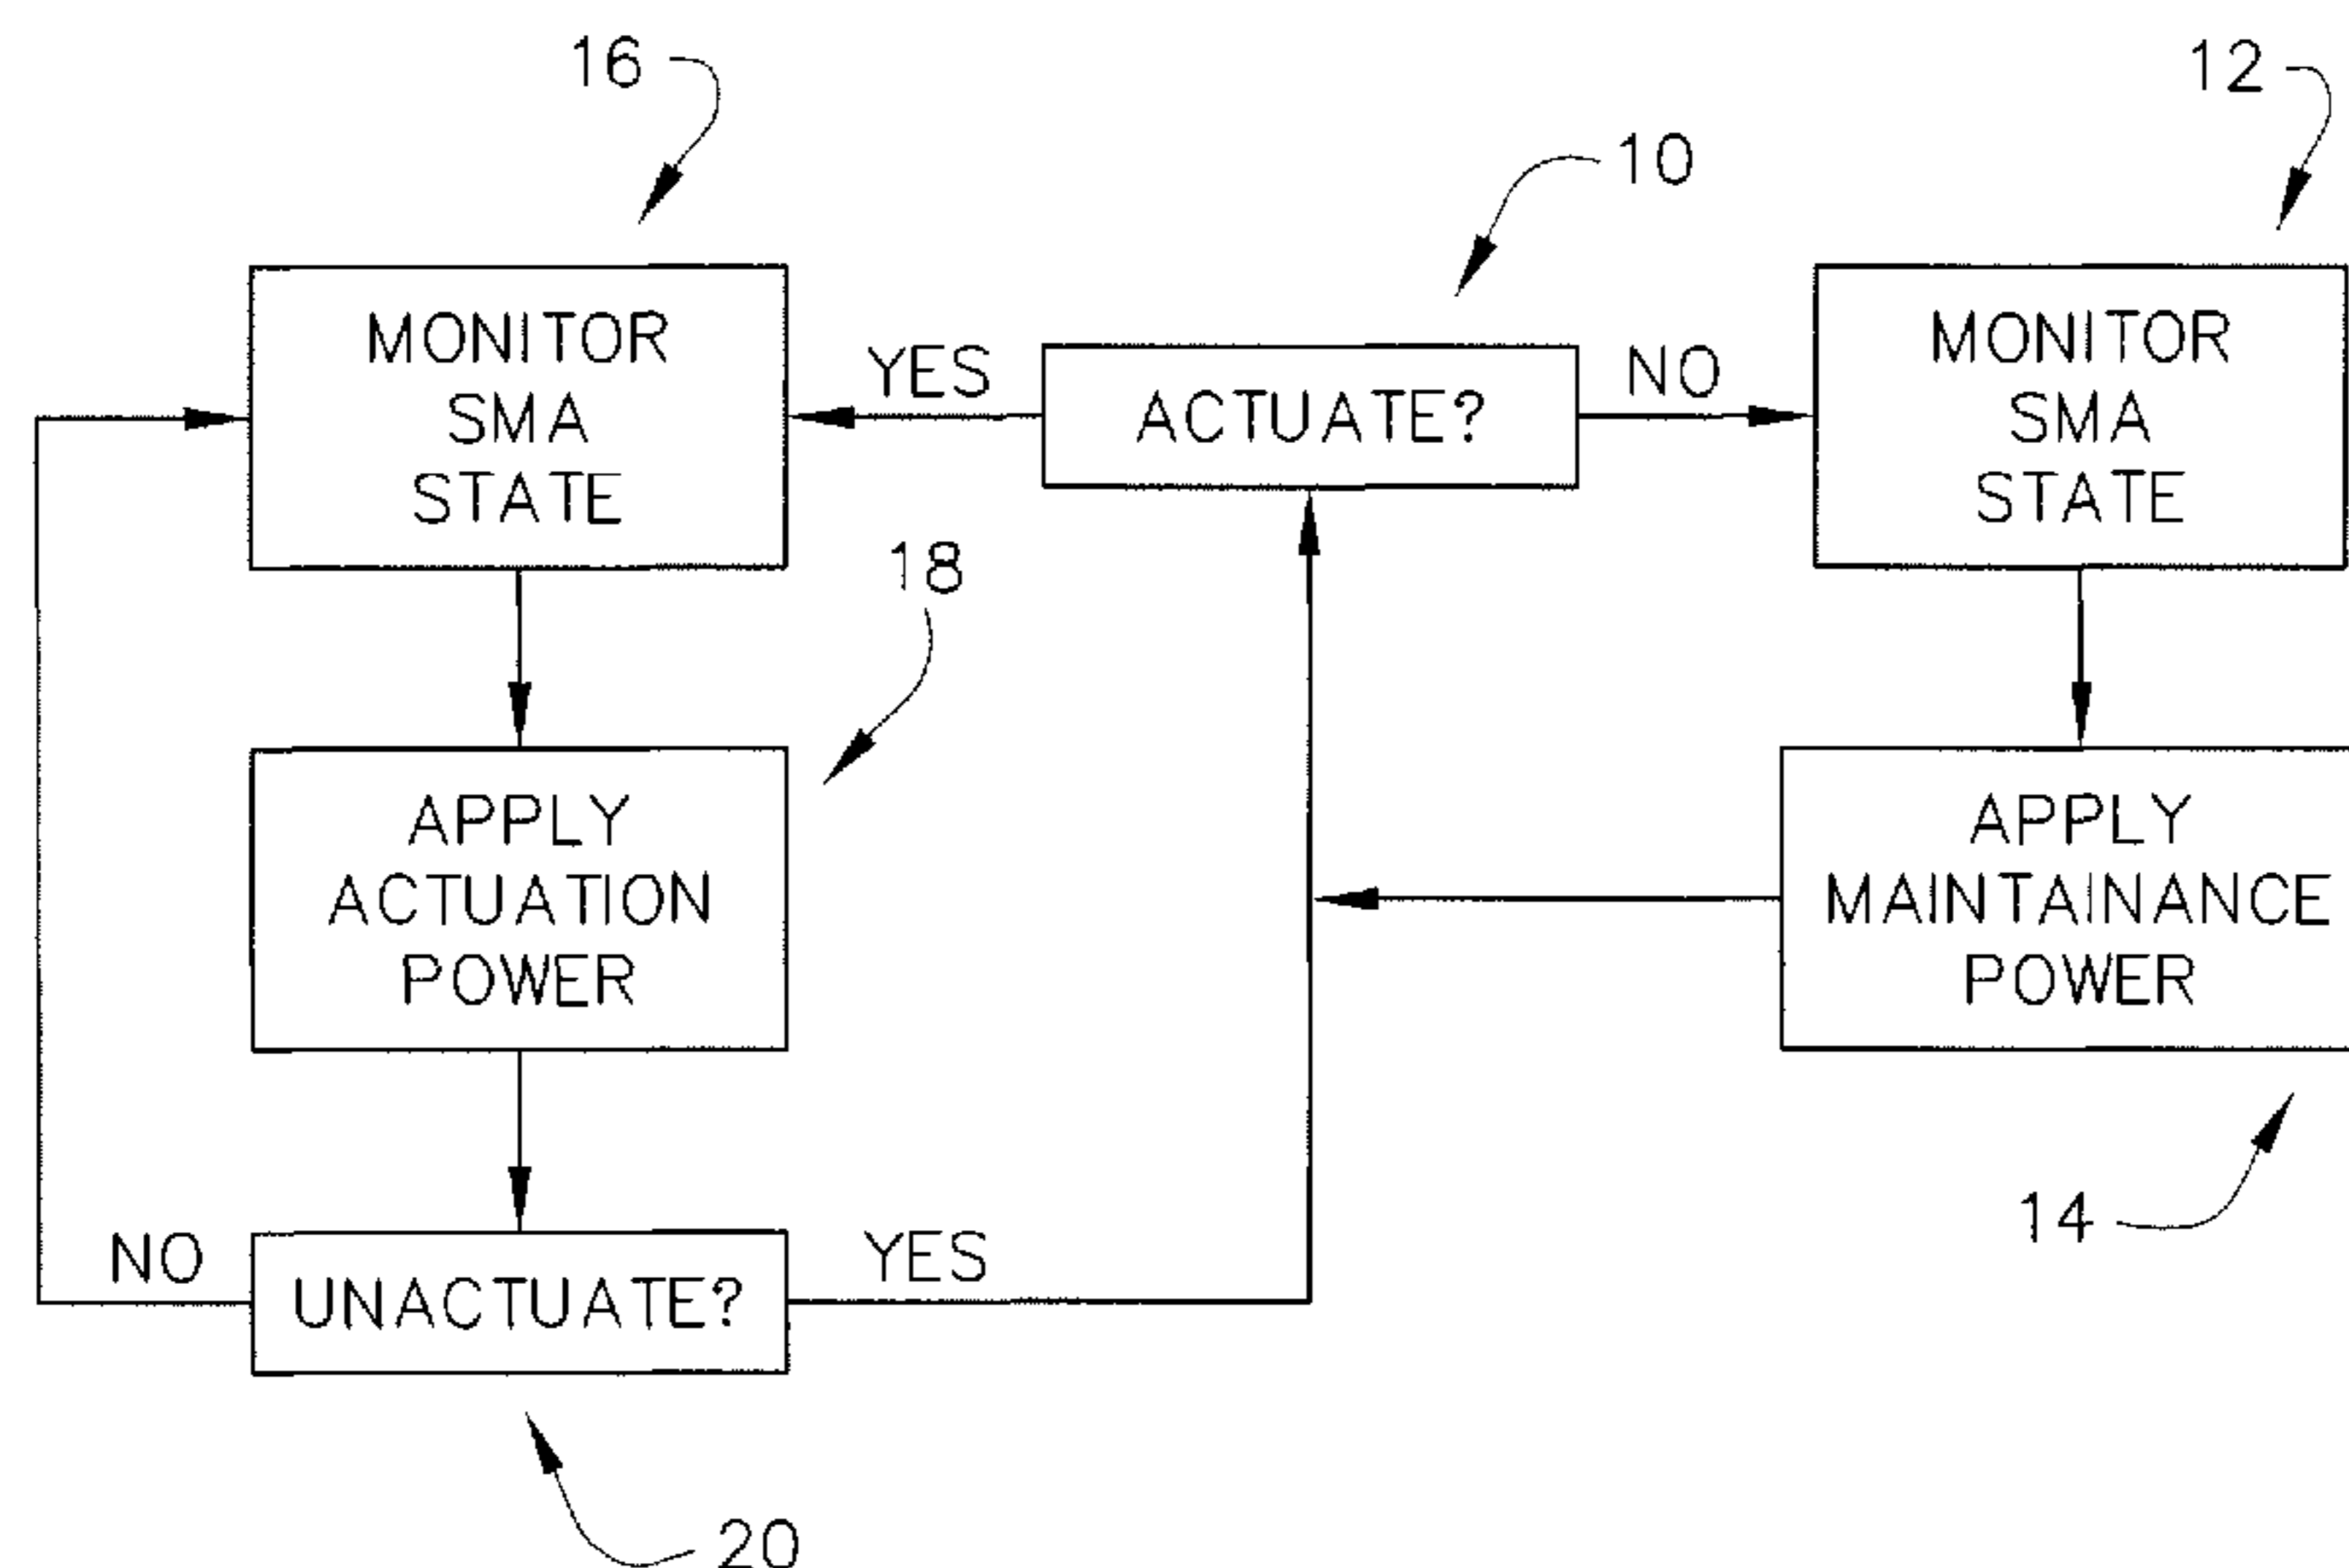 16
12
10
MONITOR
SMA
STATE
YES
ACTUATE?
NO
MONITOR
SMA
STATE
18
APPLY
ACTUATION
POWER
APPLY
MAINTAINANCE
POWER
14
NO
UNACTUATE?
YES
20